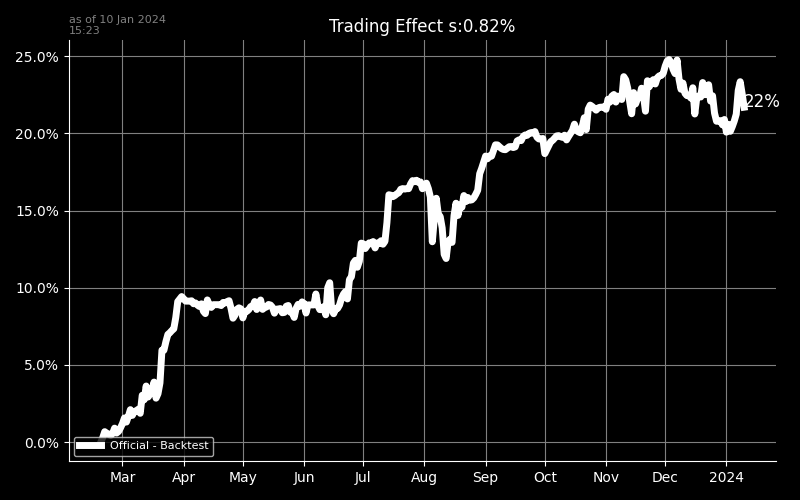 as of 10 Jan 2024
15:23
Trading Effect s:0.82%
25.0%
20.0%
15.0%
10.0%
5.0%
0.0%
22%
Official - Backtest
Mar Apr May Jun Jul Aug Sep Oct Nov Dec 2024